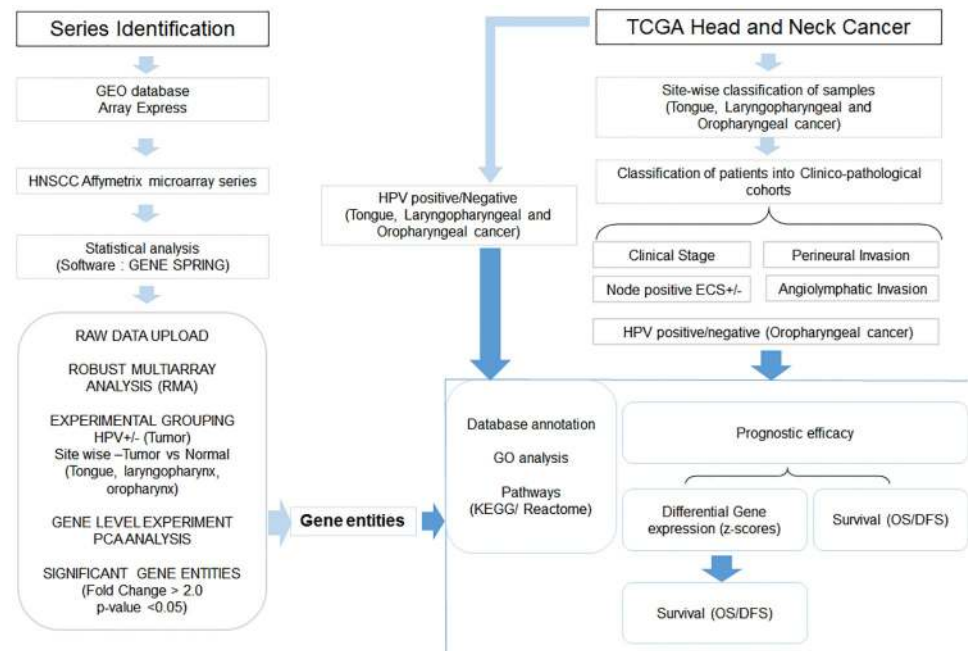 Series Identification
GEO database
Array Express
HNSCC Affymetrix microarray series
Statistical analysis
(Software : GENE SPRING)
RAW DATA UPLOAD
ROBUST MULTIARRAY
ANALYSIS (RMA)
EXPERIMENTAL GROUPING
HPV+/- (Tumor)
Site wise –Tumor vs Normal
(Tongue, laryngopharynx,
oropharynx)
GENE LEVEL EXPERIMENT
PCA ANALYSIS
SIGNIFICANT GENE ENTITIES
(Fold Change > 2.0
p-value <0.05)
Gene entities
TCGA Head and Neck Cancer
Site-wise classification of samples
(Tongue, Laryngopharyngeal and
Oropharyngeal cancer)
Classification of patients into Clinico-pathological
cohorts
HPV positive/Negative
(Tongue, Laryngopharyngeal and
Oropharyngeal cancer)
Clinical Stage
Perineural Invasion
Node positive ECS+/-
Angiolymphatic Invasion
HPV positive/negative (Oropharyngeal cancer)
Database annotation
GO analysis
Pathways
(KEGG/ Reactome)
Prognostic efficacy
Differential Gene
expression (z-scores)
Survival (OS/DFS)
Survival (OS/DFS)